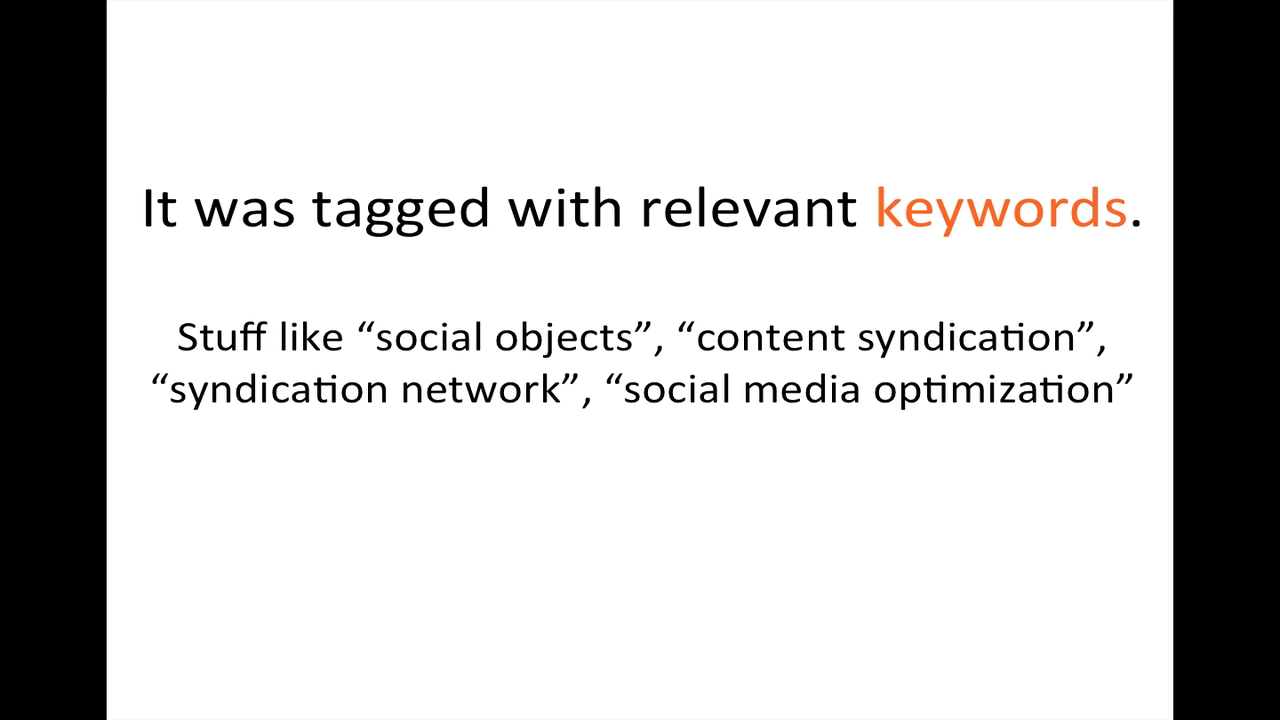 It was tagged with relevant keywords.
Stuff like “social objects”, “content syndication”,
“syndication network”, “social media optimization”